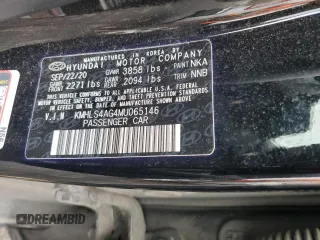 MANUFACTURED IN KOREA BY
HYUNDAI MOTOR COMPANY
SEP/22/20 GVWR 3858 lbs PAINT NKA
FRT 2271 lbs 2094 lbs TRIM NNB
THIS VEHICLE CONFORMS TO ALL APPLICABLE U.S. FEDERAL
MOTOR VEHICLE SAFETY, BUMPER, AND THEFT PREVENTION
STANDARDS IN EFFECT ON THE DATE OF MANUFACTURE SHOWN ABOVE.
V.I.N KMHLS4AG4MU065146
PASSENGER CAR
DREAMBID